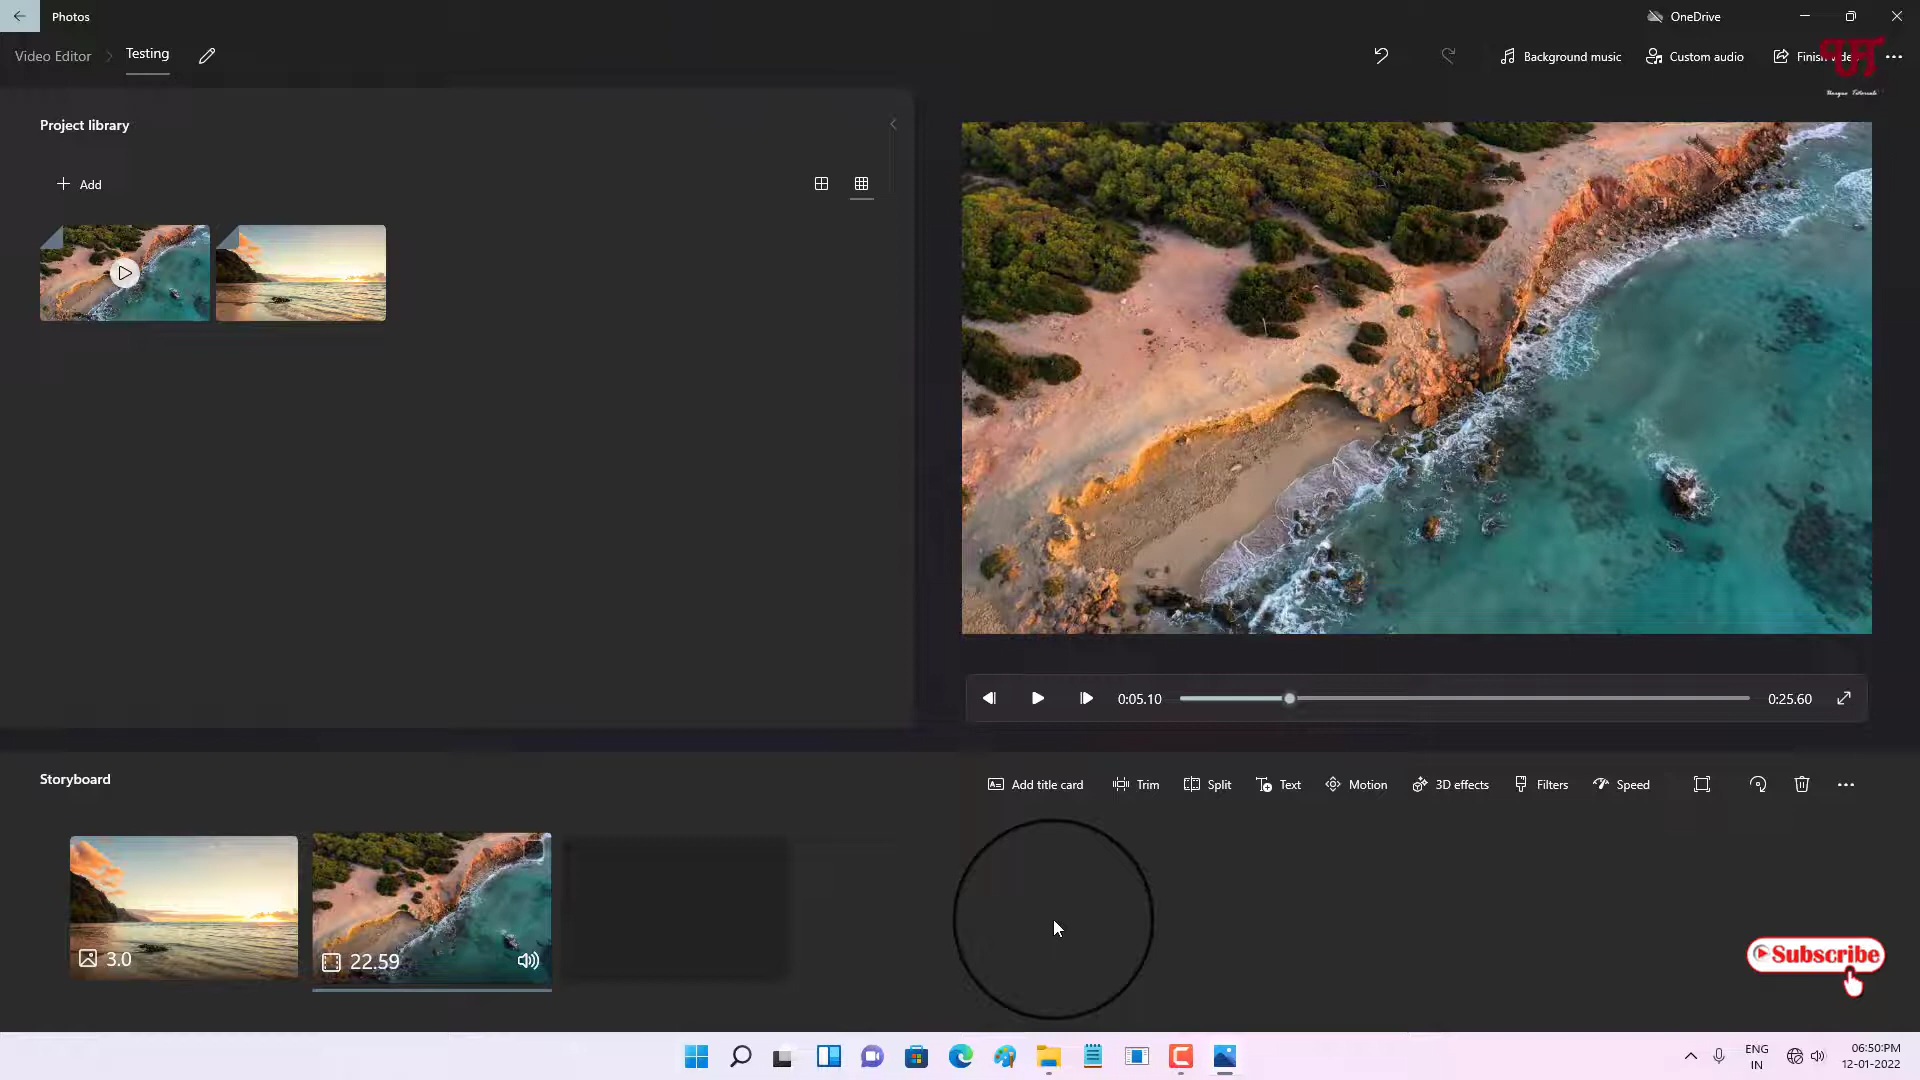 Photos
OneDrive
Video Editor
Testing
Background music
Custom audio
Project library
Add
0:05.10
0:25.60
Storyboard
Add title card
Trim
Split
Text
Motion
3D effects
Filters
Speed
3.0
22.59
Subscribe
ENG
IN
06:50:PM
12-01-2022